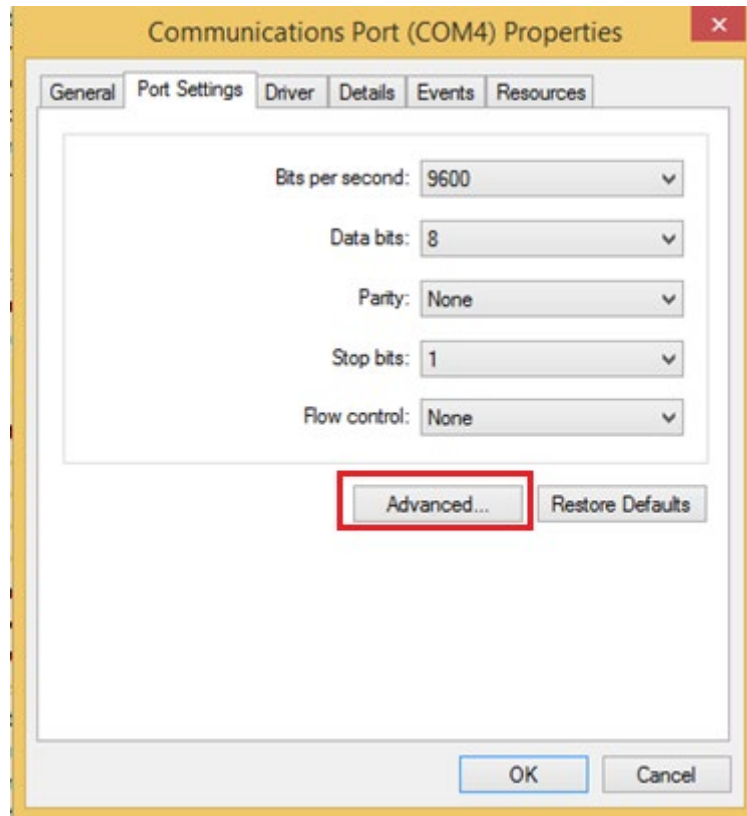 Communications Port (COM4) Properties
General Port Settings Driver Details Events Resources
Bits per second: 9600
Data bits: 8
Parity: None
Stop bits: 1
Flow control: None
Advanced... Restore Defaults
OK Cancel